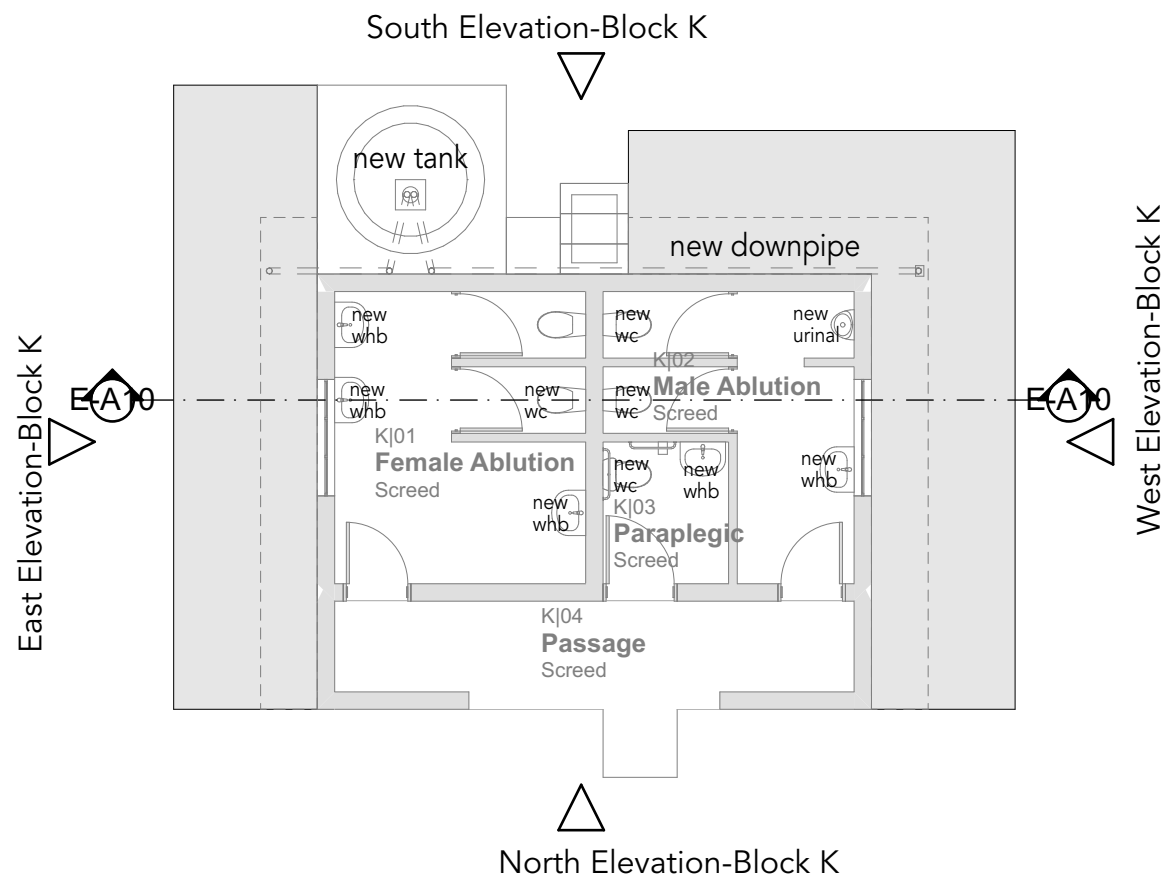 South Elevation-Block K
new tank
new downpipe
new
whb
new
wc
new
urinal
K|02
Male Ablution
Screed
new
whb
new
wc
new
wc
E-A10
E-A10
East Elevation-Block K
West Elevation-Block K
K|01
Female Ablution
Screed
new
whb
new
wc
new
whb
new
whb
K|03
Paraplegic
Screed
K|04
Passage
Screed
North Elevation-Block K